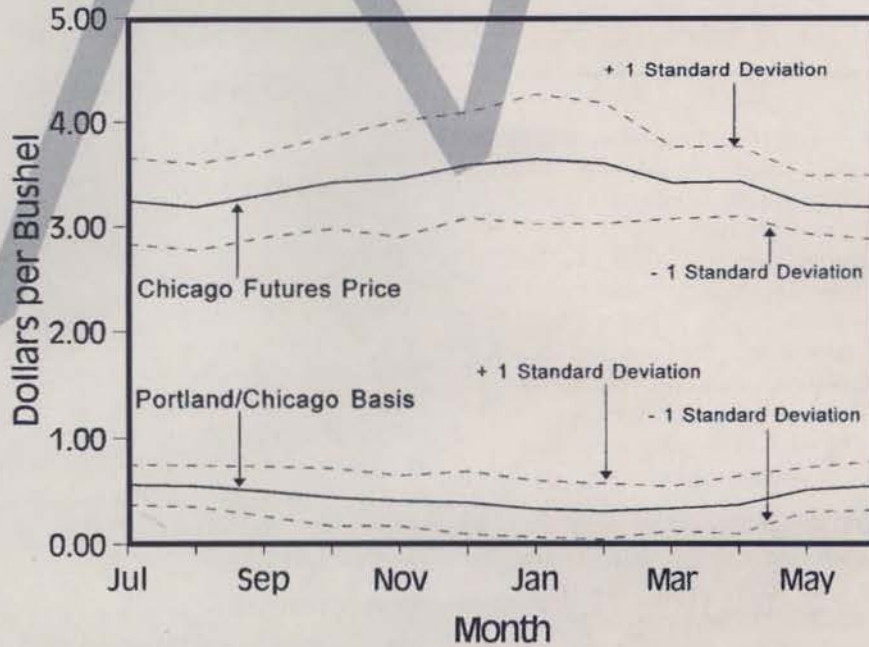 5.00
+ 1 Standard Deviation
4.00
3.00
Chicago Futures Price
- 1 Standard Deviation
Dollars per Bushel
2.00
+ 1 Standard Deviation
Portland/Chicago Basis
- 1 Standard Deviation
1.00
0.00
Jul Sep Nov Jan Mar May
Month